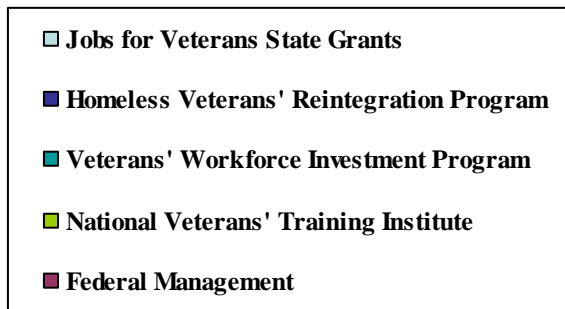 Jobs for Veterans State Grants
Homeless Veterans' Reintegration Program
Veterans' Workforce Investment Program
National Veterans' Training Institute
Federal Management